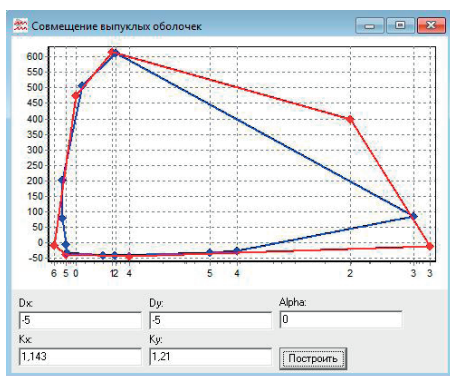 Совмещение выпуклых оболочек
600
550
500
450
400
350
300
250
200
150
100
50
0
-50
6 5 0 12 4 5 4 2 3 3
Dx: Dy: Alpha:
-5 -5 0
Kx: Ky:
1,143 1,21 Построить